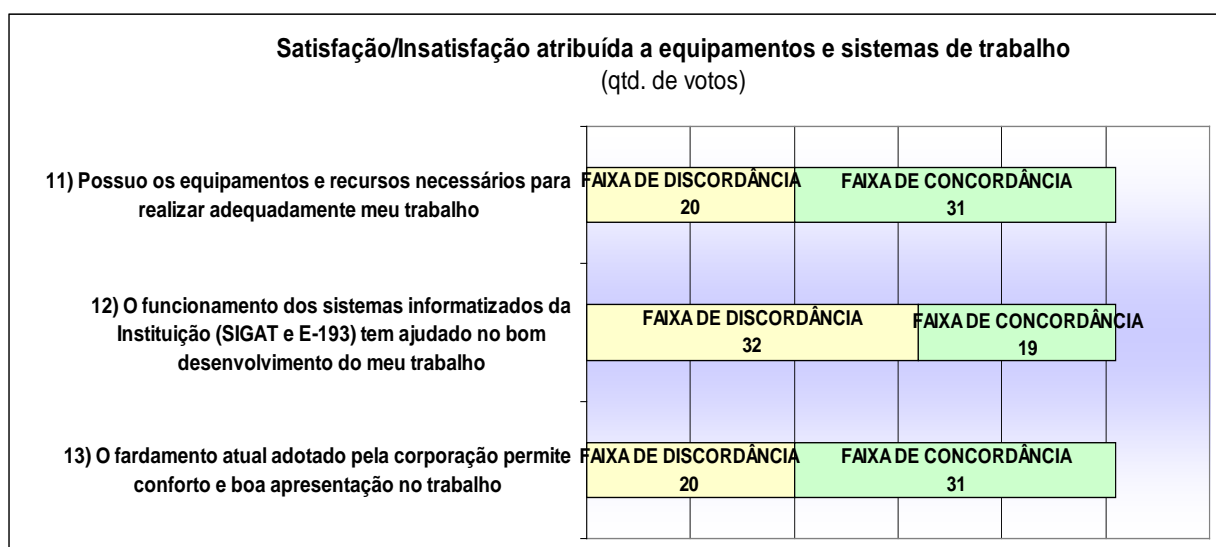 Satisfação/Insatisfação atribuída a equipamentos e sistemas de trabalho
(qtd. de votos)
11) Possuo os equipamentos e recursos necessários para
realizar adequadamente meu trabalho
FAIXA DE DISCORDÂNCIA
20
FAIXA DE CONCORDÂNCIA
31
12) O funcionamento dos sistemas informatizados da
Instituição (SIGAT e E-193) tem ajudado no bom
desenvolvimento do meu trabalho
FAIXA DE DISCORDÂNCIA
32
FAIXA DE CONCORDÂNCIA
19
13) O fardamento atual adotado pela corporação permite
conforto e boa apresentação no trabalho
FAIXA DE DISCORDÂNCIA
20
FAIXA DE CONCORDÂNCIA
31